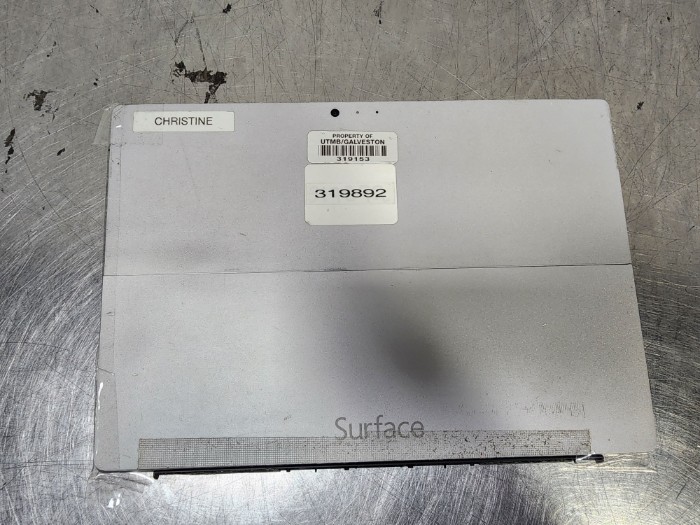 CHRISTINE
PROPERTY OF
UTMB/GALVESTON
319153
319892
Surface